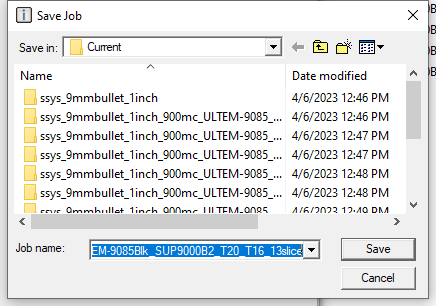 Save Job
Save in: Current
Name Date modified
ssys_9mmbullet_1inch 4/6/2023 12:46 PM
ssys_9mmbullet_1inch_900mc_ULTEM-9085_... 4/6/2023 12:46 PM
ssys_9mmbullet_1inch_900mc_ULTEM-9085_... 4/6/2023 12:47 PM
ssys_9mmbullet_1inch_900mc_ULTEM-9085_... 4/6/2023 12:47 PM
ssys_9mmbullet_1inch_900mc_ULTEM-9085_... 4/6/2023 12:48 PM
ssys_9mmbullet_1inch_900mc_ULTEM-9085_... 4/6/2023 12:48 PM
ssys_9mmbullet_1inch_900mc_ULTEM-9085_... 4/6/2023 12:49 PM
Job name: EM-9085Blk_SUP9000B2_T20_T16_13slice Save
Cancel